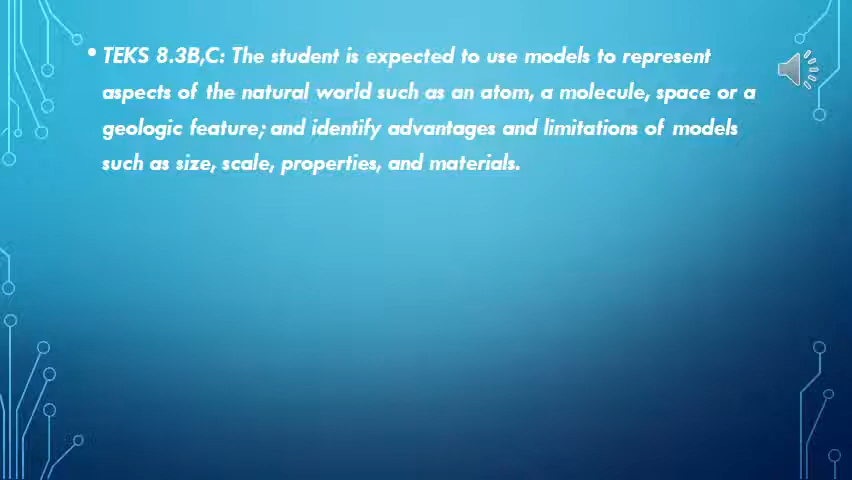 • TEKS 8.3B,C: The student is expected to use models to represent
aspects of the natural world such as an atom, a molecule, space or a
geologic feature; and identify advantages and limitations of models
such as size, scale, properties, and materials.